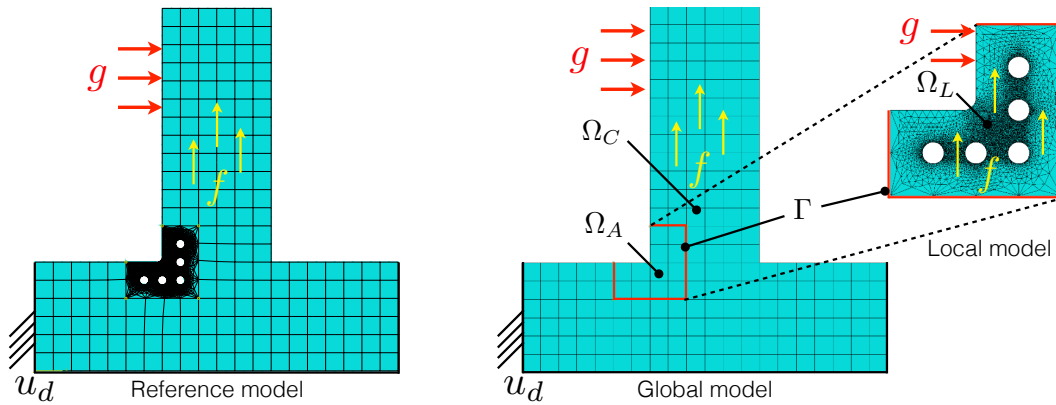 g
f
u_d
Reference model
g
Ω_C
f
Ω_A
Γ
u_d
Global model
g
Ω_L
f
Local model